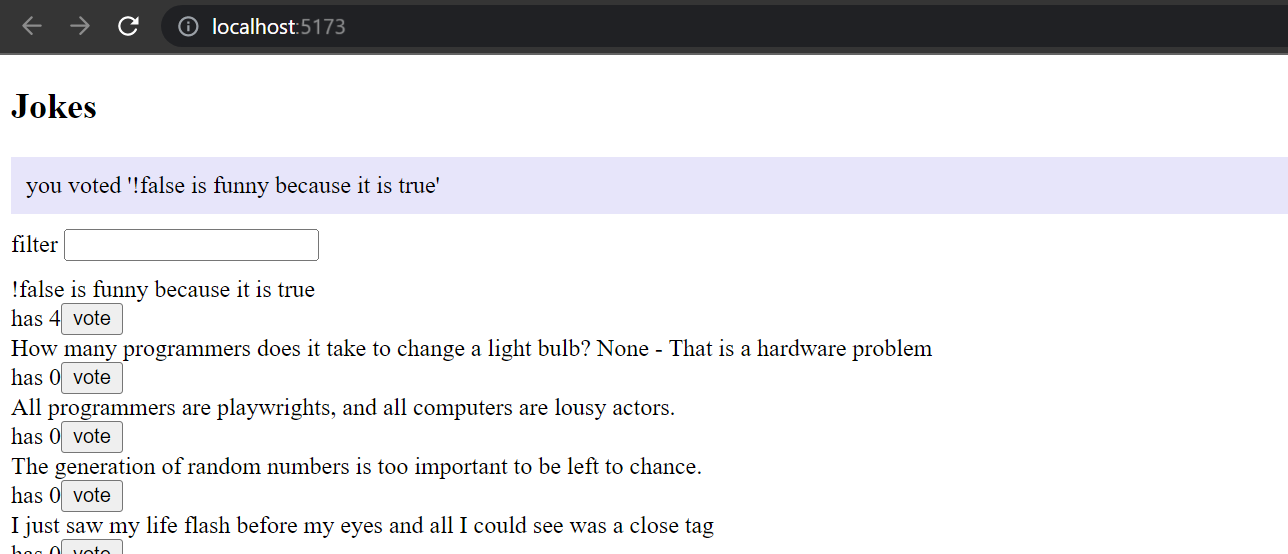 localhost:5173
Jokes
you voted '!false is funny because it is true'
filter
!false is funny because it is true
has 4 vote
How many programmers does it take to change a light bulb? None - That is a hardware problem
has 0 vote
All programmers are playwrights, and all computers are lousy actors.
has 0 vote
The generation of random numbers is too important to be left to chance.
has 0 vote
I just saw my life flash before my eyes and all I could see was a close tag
has 0 vote